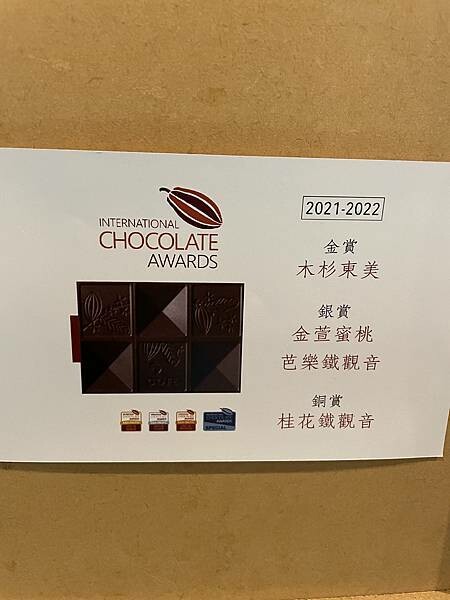 INTERNATIONAL
CHOCOLATE
AWARDS
2021-2022
金賞
木杉東美
銀賞
金萱蜜桃
芭樂鐵觀音
銅賞
桂花鐵觀音
SPECIAL